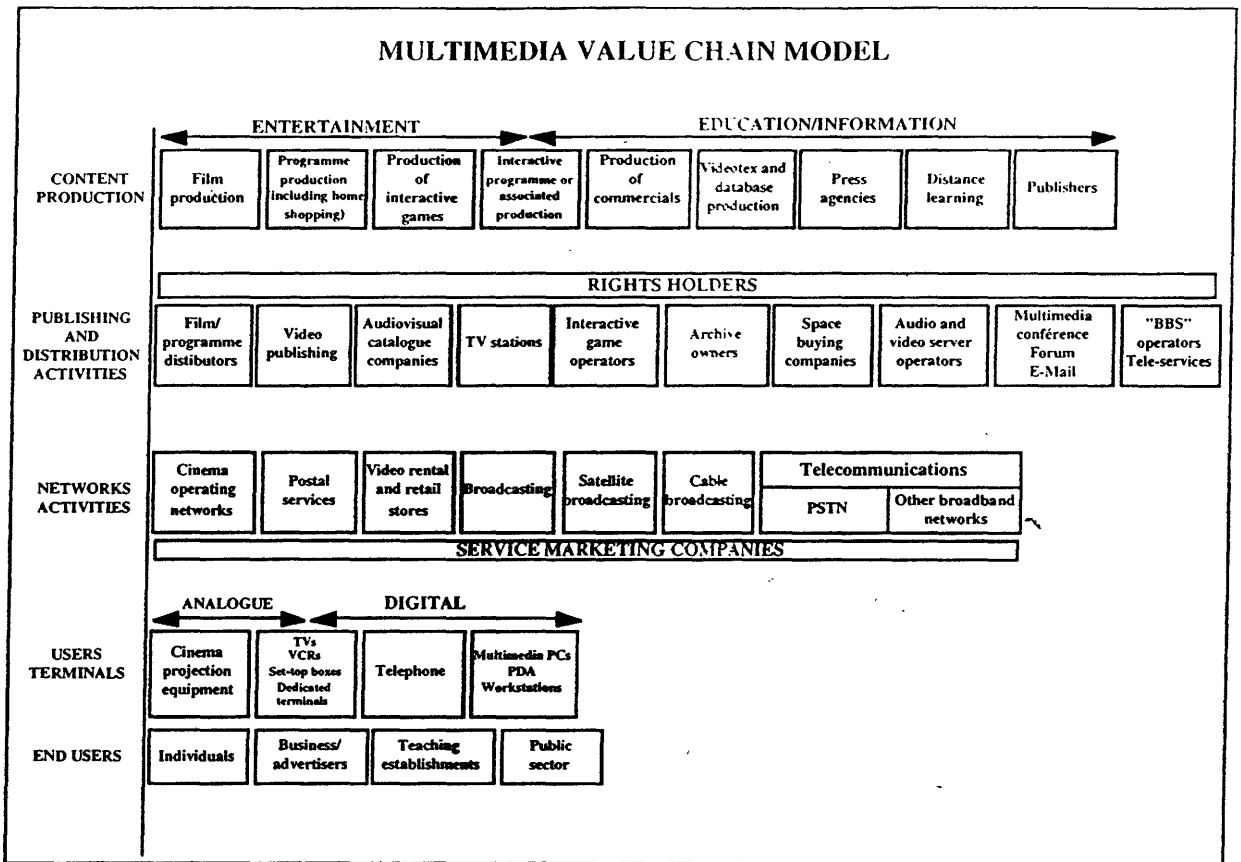 MULTIMEDIA VALUE CHAIN MODEL
ENTERTAINMENT
EDUCATION/INFORMATION
CONTENT
PRODUCTION
Film
production
Programme
production
including home
shopping)
Production
of
interactive
games
Interactive
programme or
associated
production
Production
of
commercials
Videotex and
database
production
Press
agencies
Distance
learning
Publishers
RIGHTS HOLDERS
PUBLISHING
AND
DISTRIBUTION
ACTIVITIES
Film/
programme
distibutors
Video
publishing
Audiovisual
catalogue
companies
TV stations
Interactive
game
operators
Archive
owners
Space
buying
companies
Audio and
video server
operators
Multimedia
conférence
Forum
E-Mail
"BBS"
operators
Tele-services
NETWORKS
ACTIVITIES
Cinema
operating
networks
Postal
services
Video rental
and retail
stores
Broadcasting
Satellite
broadcasting
Cable
broadcasting
Telecommunications
PSTN
Other broadband
networks
SERVICE MARKETING COMPANIES
ANALOGUE
DIGITAL
USERS
TERMINALS
Cinema
projection
equipment
TVs
VCRs
Set-top boxes
Dedicated
terminals
Telephone
Multimedia PCs
PDA
Workstations
END USERS
Individuals
Business/
advertisers
Teaching
establishments
Public
sector